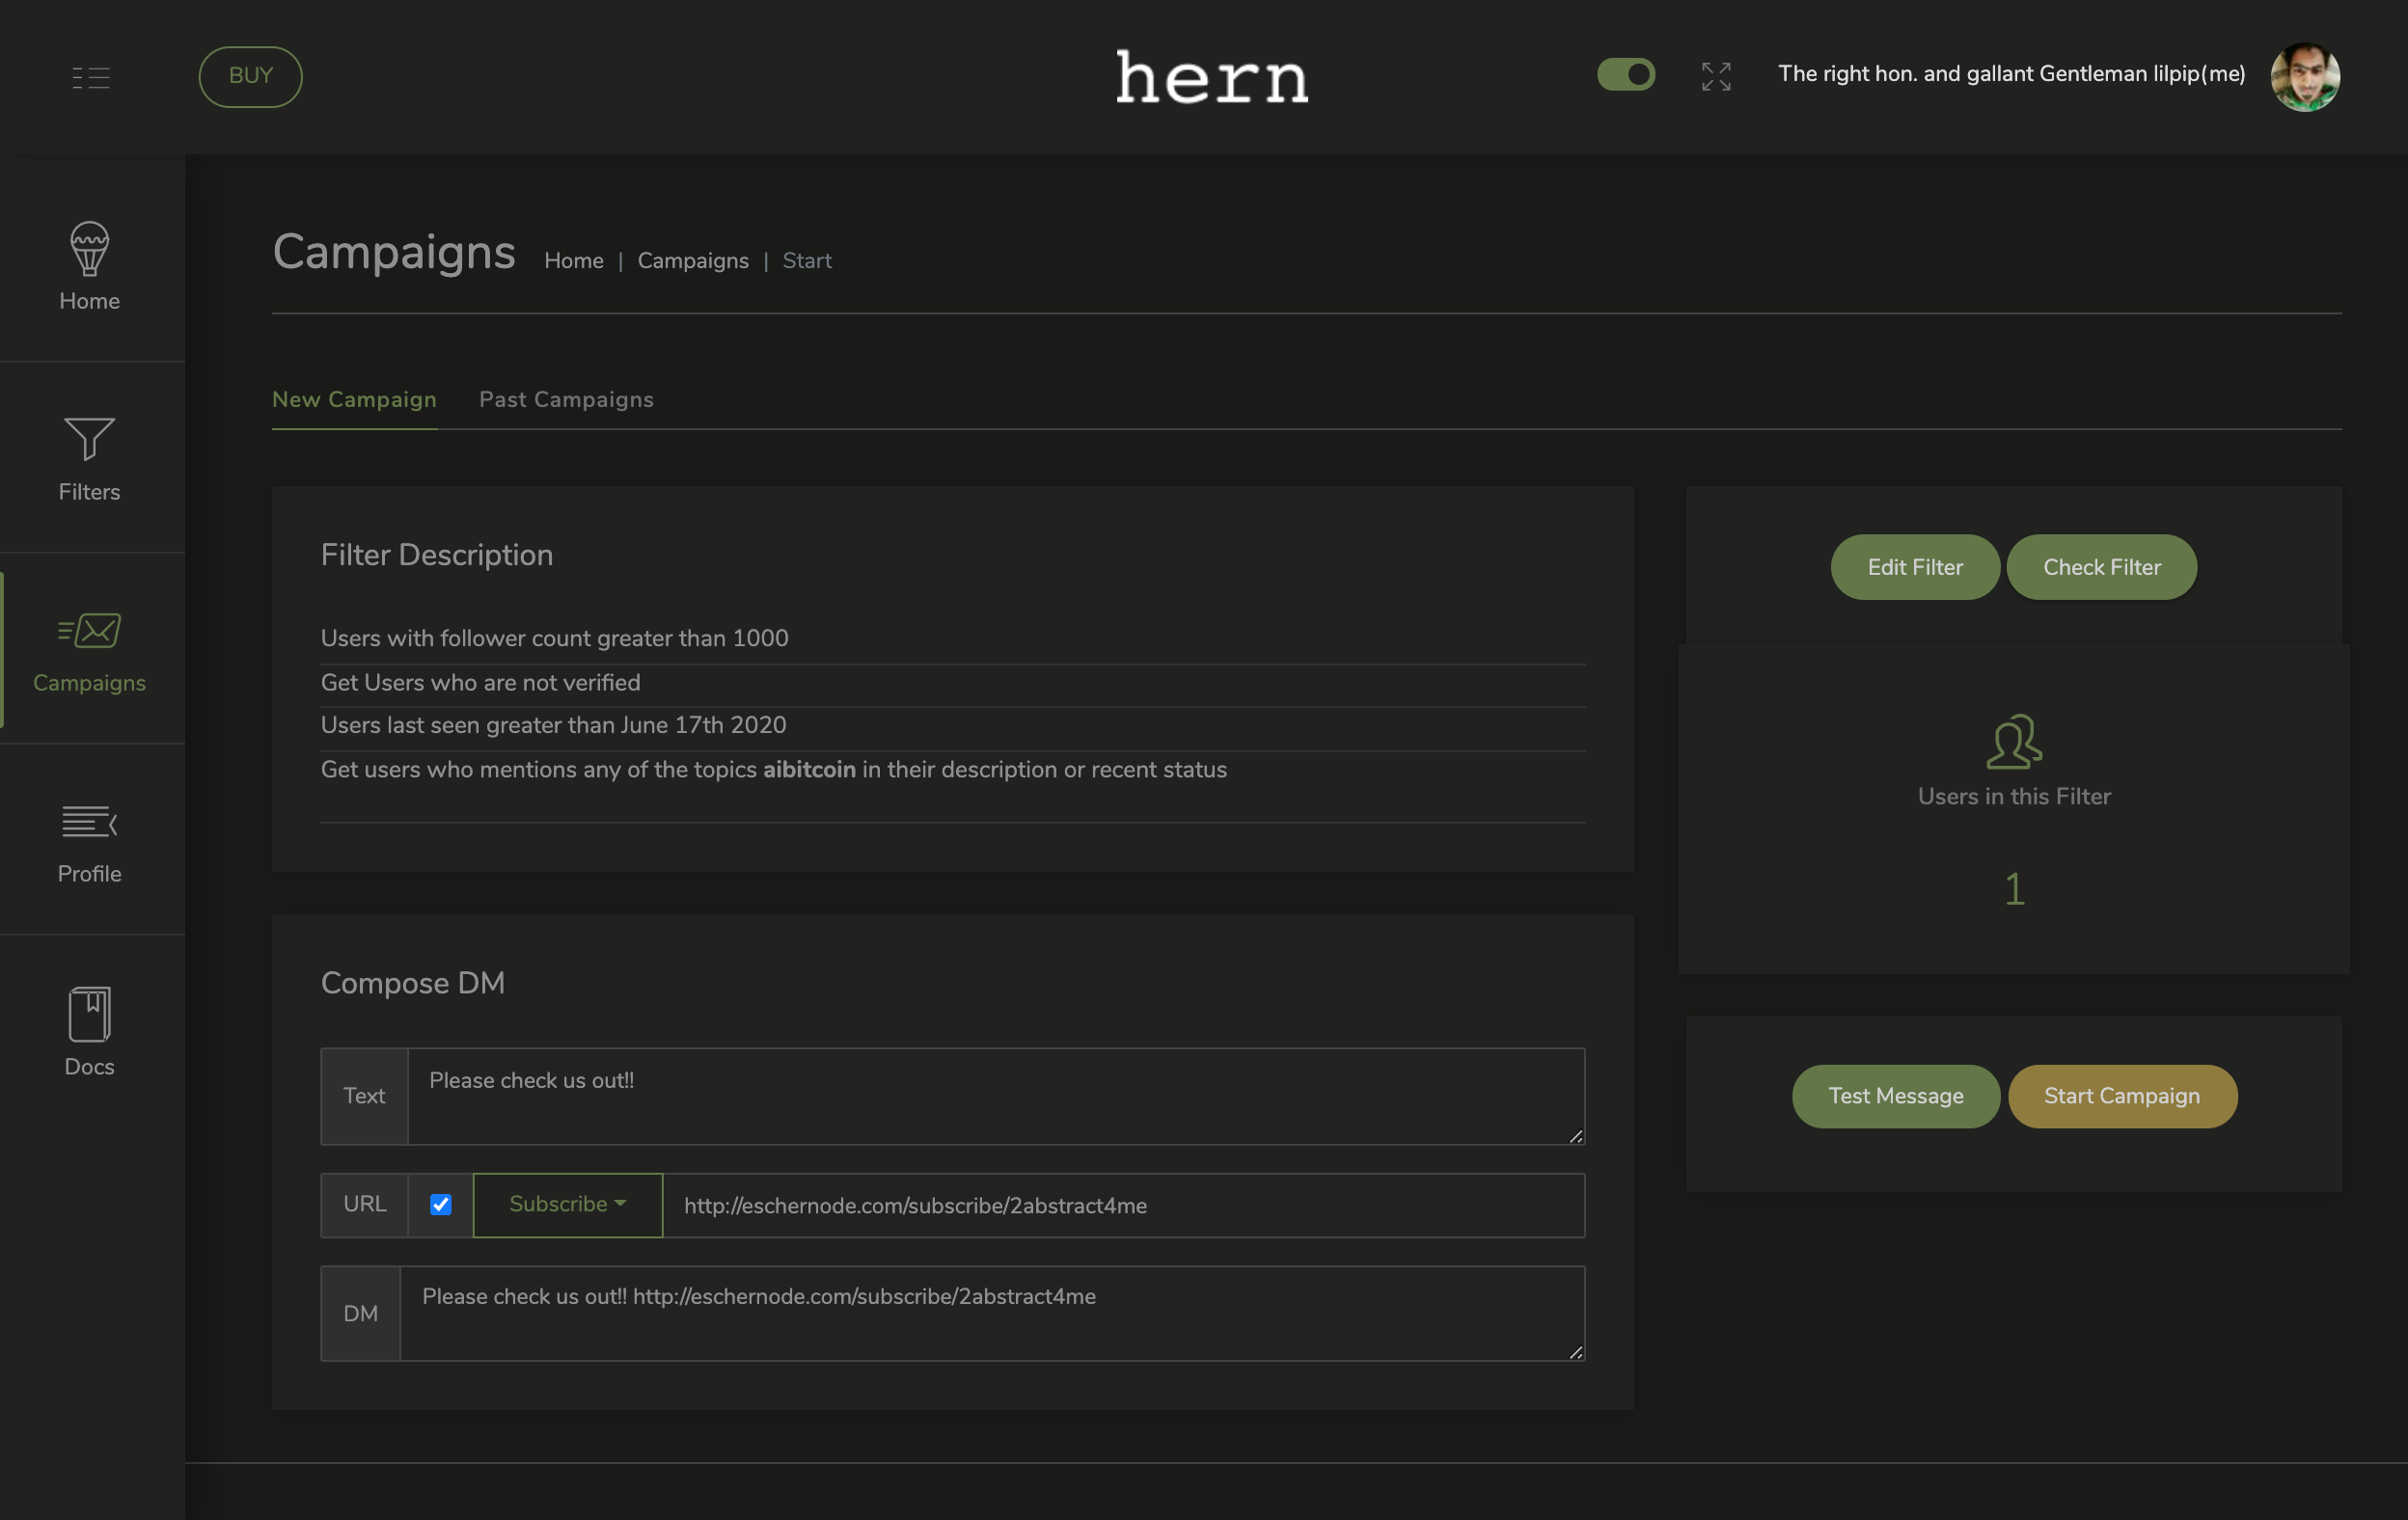 BUY
hern
The right hon. and gallant Gentleman lilpip(me)
Home
Filters
Campaigns
Profile
Docs
Campaigns Home | Campaigns | Start
New Campaign Past Campaigns
Filter Description
Users with follower count greater than 1000
Get Users who are not verified
Users last seen greater than June 17th 2020
Get users who mentions any of the topics aibitcoin in their description or recent status
Edit Filter Check Filter
Users in this Filter
1
Compose DM
Text Please check us out!!
URL Subscribe http://eschernode.com/subscribe/2abstract4me
DM Please check us out!! http://eschernode.com/subscribe/2abstract4me
Test Message Start Campaign